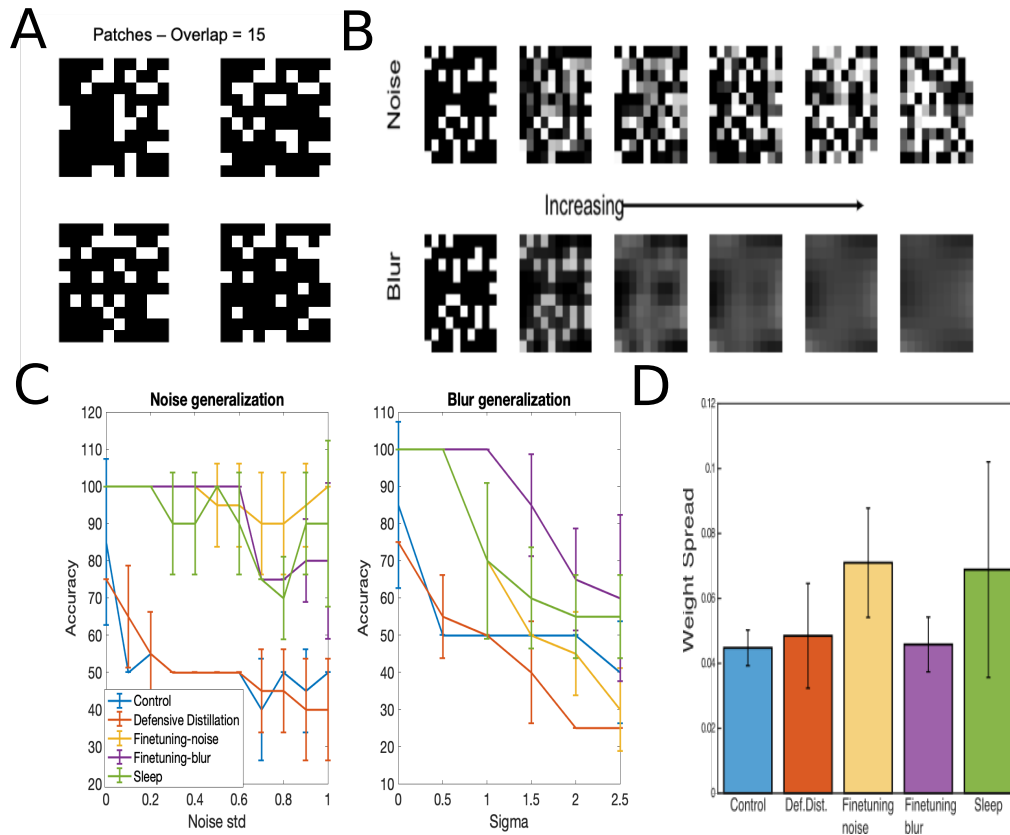 A
Patches – Overlap = 15
B
Noise
Increasing
Blur
C
Noise generalization
120
110
100
90
80
70
60
50
40
30
20
Accuracy
0
0.2
0.4
0.6
0.8
1
Noise std
Control
Defensive Distillation
Finetuning-noise
Finetuning-blur
Sleep
Blur generalization
100
90
80
70
60
50
40
30
20
10
Accuracy
0
0.5
1
1.5
2
2.5
Sigma
D
0.12
0.1
0.08
0.06
0.04
0.02
0
Weight Spread
Control
Def.Dist.
Finetuning
noise
Finetuning
blur
Sleep